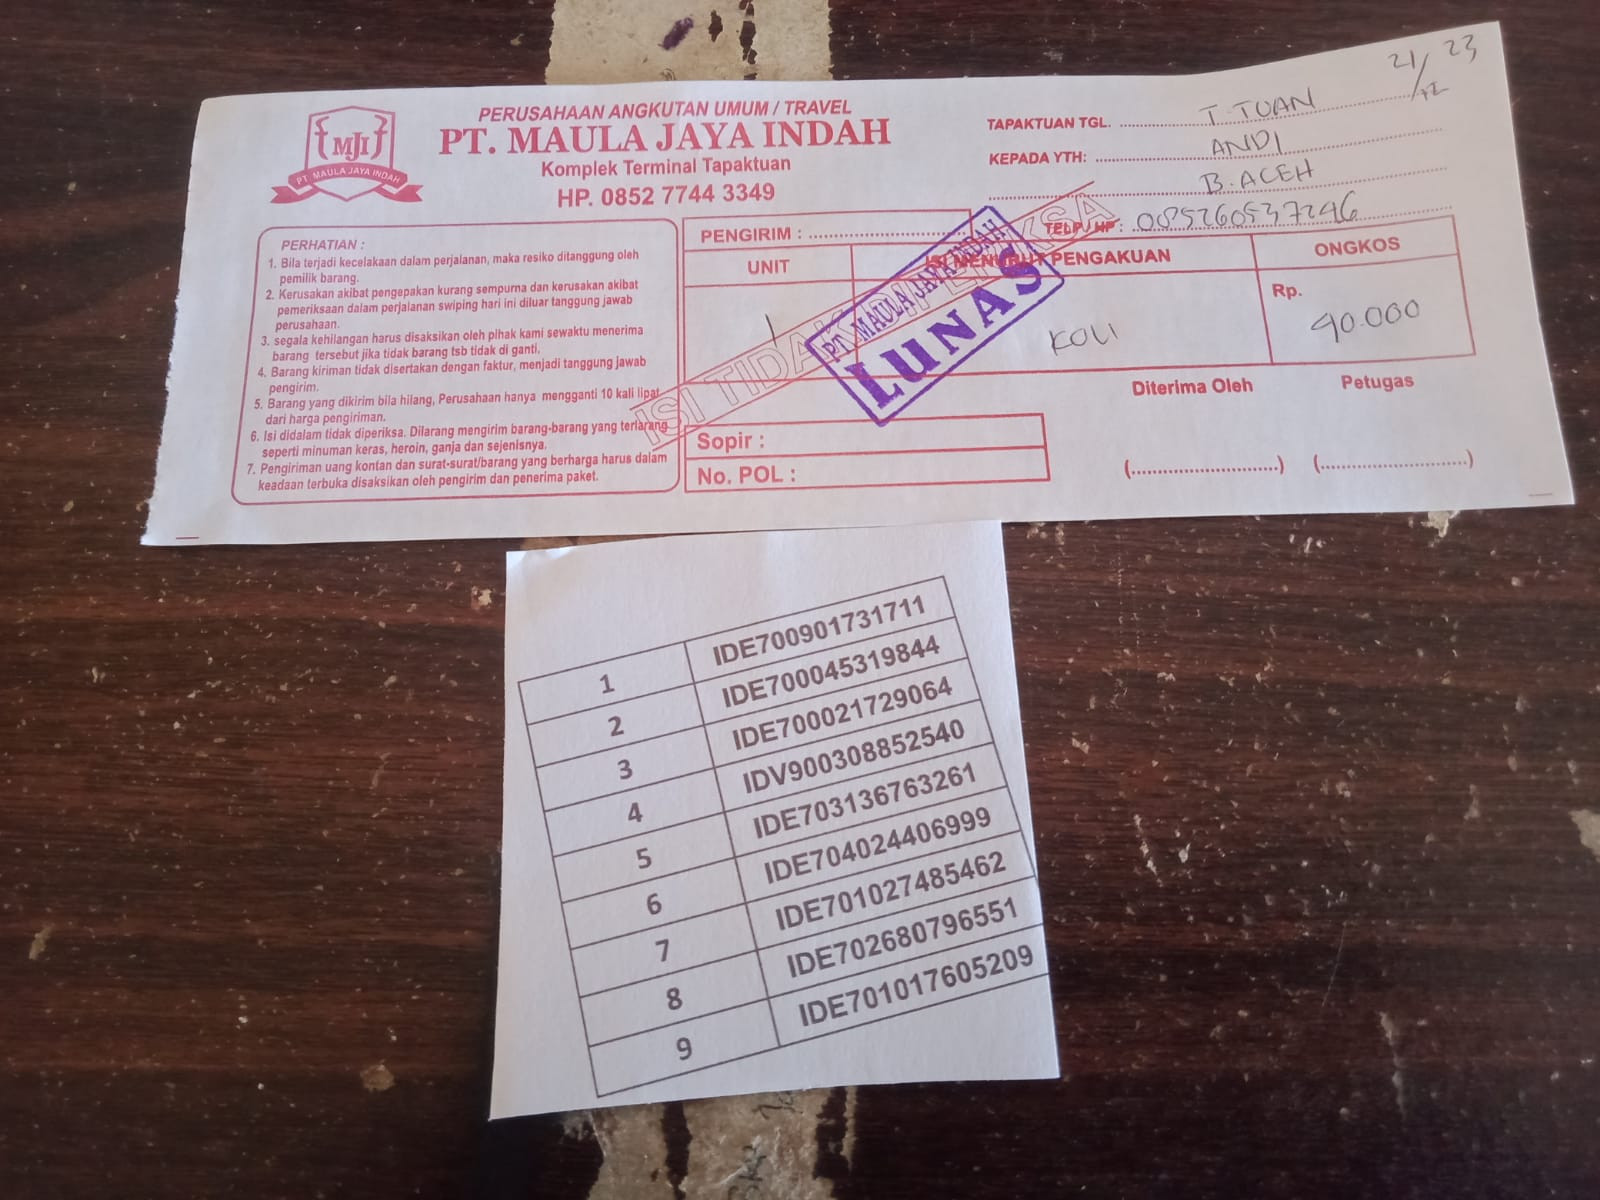 MJI
PT. MAULA JAYA INDAH
PERUSAHAAN ANGKUTAN UMUM / TRAVEL
PT. MAULA JAYA INDAH
Komplek Terminal Tapaktuan
HP. 0852 7744 3349
21/12 23
TAPAKTUAN TGL. T. TUAN
KEPADA YTH: ANDI
B. ACEH
TELP / HP : 085260537246
PERHATIAN :
1. Bila terjadi kecelakaan dalam perjalanan, maka resiko ditanggung oleh
pemilik barang.
2. Kerusakan akibat pengepakan kurang sempurna dan kerusakan akibat
pemeriksaan dalam perjalanan swiping hari ini diluar tanggung jawab
perusahaan.
3. segala kehilangan harus disaksikan oleh pihak kami sewaktu menerima
barang tersebut jika tidak barang tsb tidak di ganti.
4. Barang kiriman tidak disertakan dengan faktur, menjadi tanggung jawab
pengirim.
5. Barang yang dikirim bila hilang, Perusahaan hanya mengganti 10 kali lipat
dari harga pengiriman.
6. Isi didalam tidak diperiksa. Dilarang mengirim barang-barang yang terlarang
seperti minuman keras, heroin, ganja dan sejenisnya.
7. Pengiriman uang kontan dan surat-surat/barang yang berharga harus dalam
keadaan terbuka disaksikan oleh pengirim dan penerima paket.
PENGIRIM :
UNIT ISI MENURUT PENGAKUAN ONGKOS
1 KOLI Rp. 90.000
ISI TIDAK DI PERIKSA
PT. MAULA JAYA INDAH
LUNAS
Sopir :
No. POL :
Diterima Oleh Petugas
(..............................) (..............................)
1 IDE700901731711
2 IDE700045319844
3 IDE700021729064
4 IDV900308852540
5 IDE703136763261
6 IDE704024406999
7 IDE701027485462
8 IDE702680796551
9 IDE701017605209